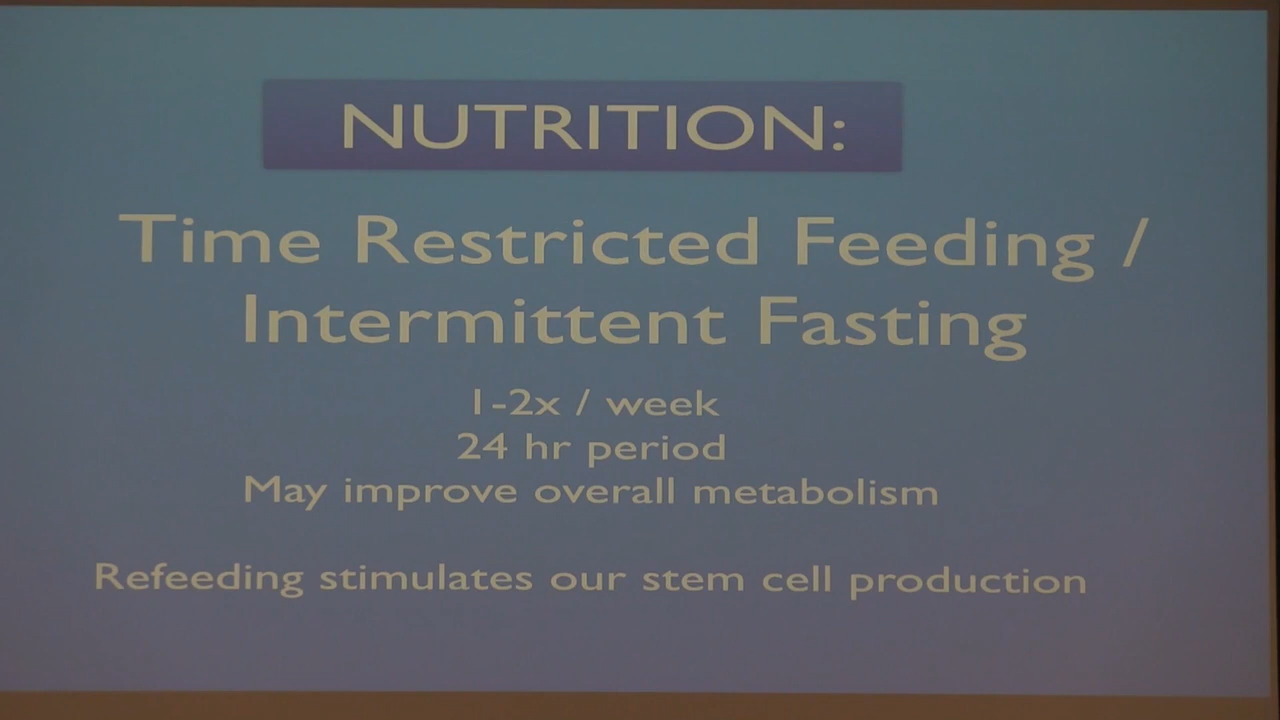 NUTRITION:
Time Restricted Feeding /
Intermittent Fasting
1-2x / week
24 hr period
May improve overall metabolism
Refeeding stimulates our stem cell production